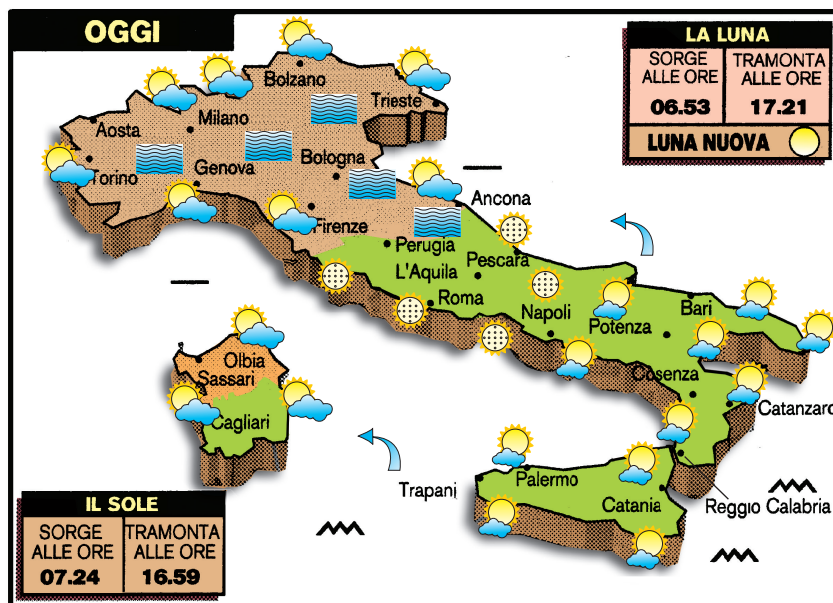 OGGI
LA LUNA
SORGE
ALLE ORE
06.53
TRAMONTA
ALLE ORE
17.21
LUNA NUOVA
Bolzano
Trieste
Milano
Aosta
Torino
Genova
Bologna
Firenze
Ancona
Perugia
L'Aquila
Pescara
Roma
Napoli
Potenza
Bari
Olbia
Sassari
Cagliari
Cosenza
Catanzaro
Trapani
Palermo
Catania
Reggio Calabria
IL SOLE
SORGE
ALLE ORE
07.24
TRAMONTA
ALLE ORE
16.59